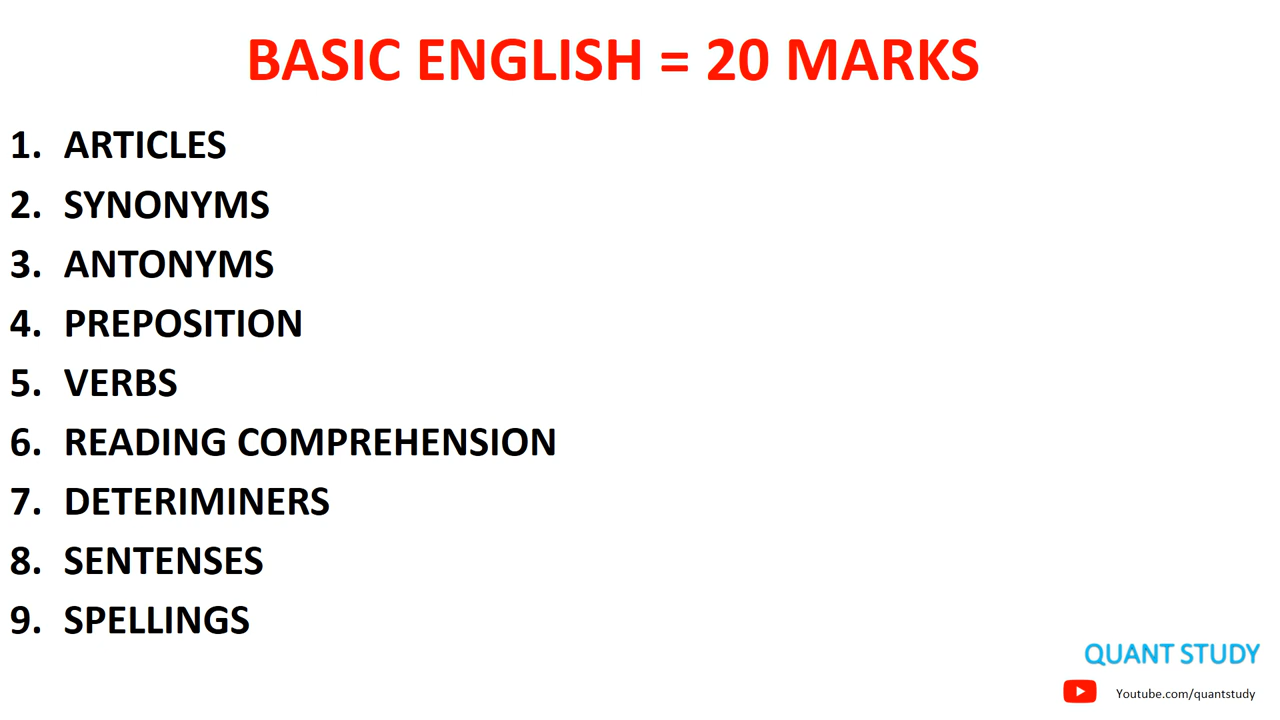 BASIC ENGLISH = 20 MARKS
1. ARTICLES
2. SYNONYMS
3. ANTONYMS
4. PREPOSITION
5. VERBS
6. READING COMPREHENSION
7. DETERIMINERS
8. SENTENSES
9. SPELLINGS
QUANT STUDY
Youtube.com/quantstudy